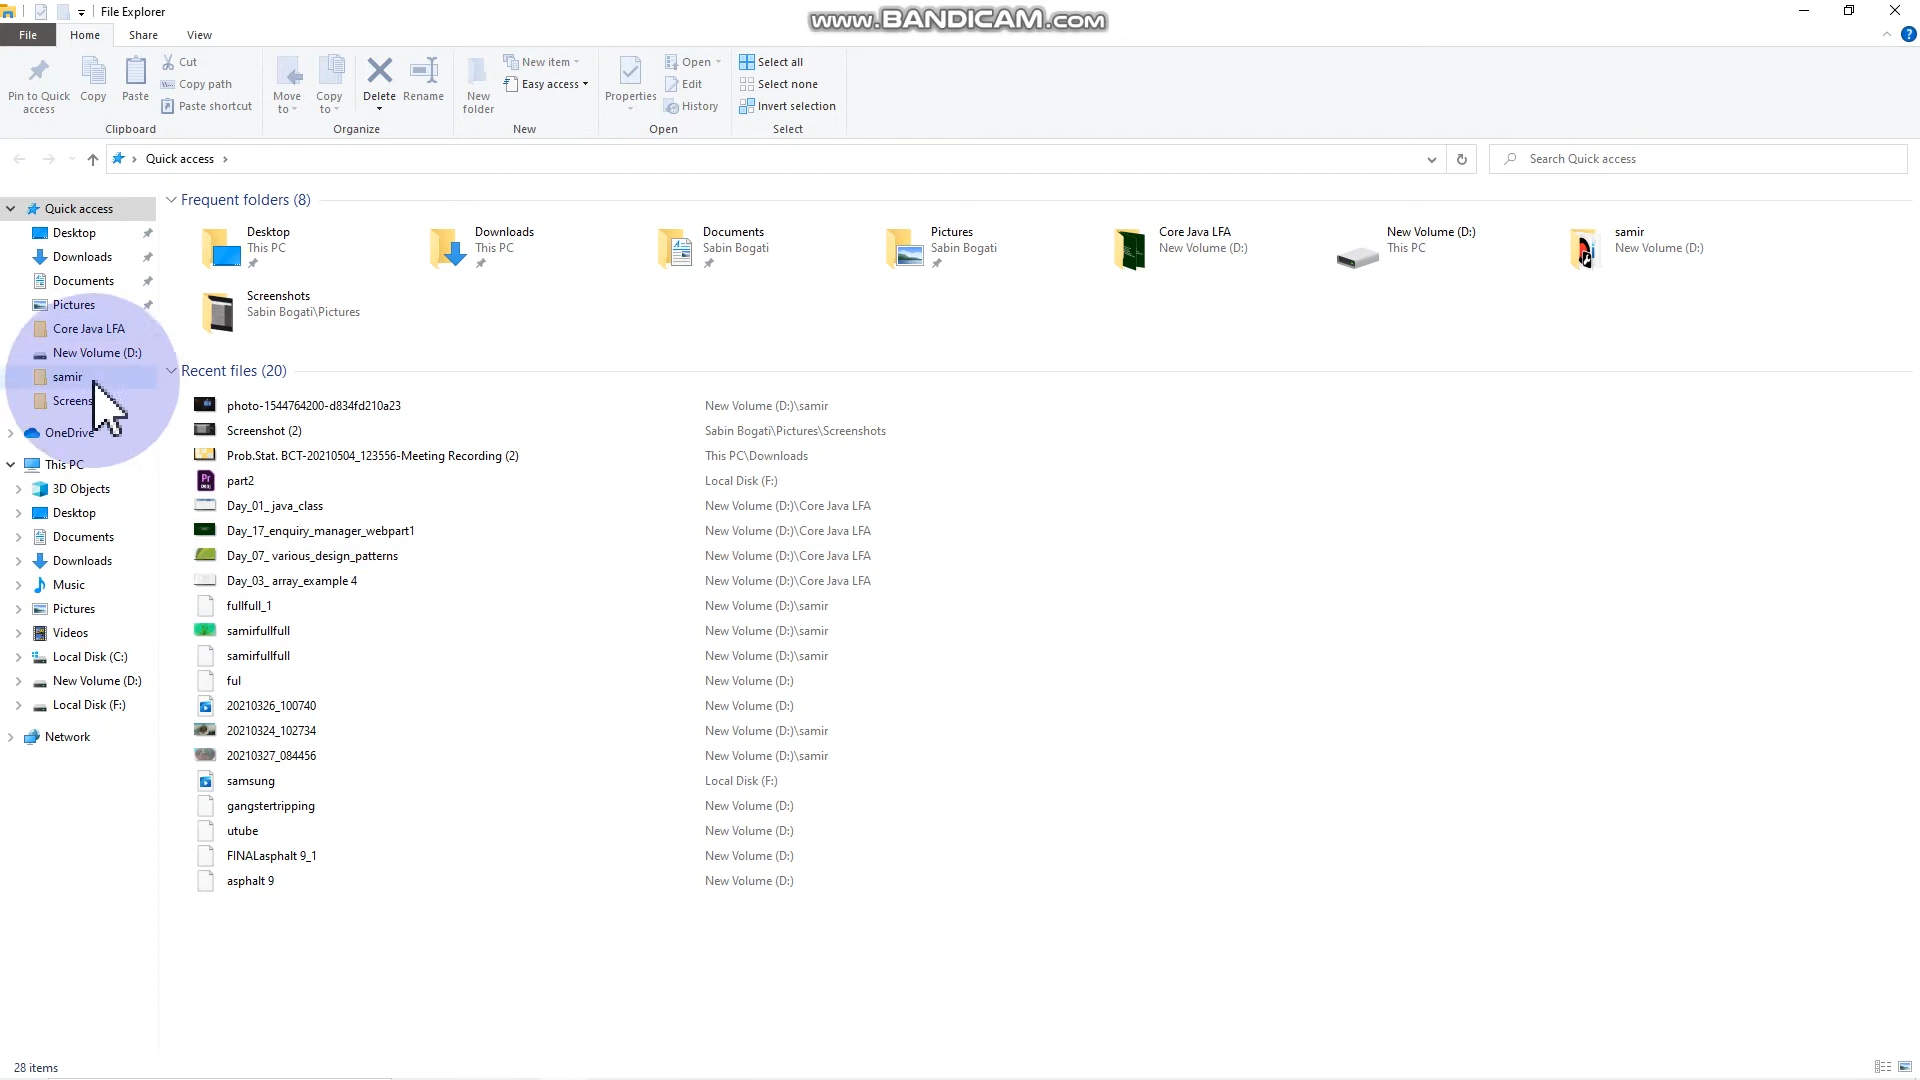 File Explorer
www.BANDICAM.com
File Home Share View
Pin to Quick access
Copy
Paste
Cut
Copy path
Paste shortcut
Clipboard
Move to
Copy to
Delete
Rename
Organize
New folder
New item
Easy access
New
Properties
Open
Edit
History
Open
Select all
Select none
Invert selection
Select
Quick access
Search Quick access
Quick access
Desktop
Downloads
Documents
Pictures
Core Java LFA
New Volume (D:)
samir
Screens
OneDrive
This PC
3D Objects
Desktop
Documents
Downloads
Music
Pictures
Videos
Local Disk (C:)
New Volume (D:)
Local Disk (F:)
Network
Frequent folders (8)
Desktop
This PC
Downloads
This PC
Documents
Sabin Bogati
Pictures
Sabin Bogati
Core Java LFA
New Volume (D:)
New Volume (D:)
This PC
samir
New Volume (D:)
Screenshots
Sabin Bogati\Pictures
Recent files (20)
photo-1544764200-d834fd210a23 New Volume (D:)\samir
Screenshot (2) Sabin Bogati\Pictures\Screenshots
Prob.Stat. BCT-20210504_123556-Meeting Recording (2) This PC\Downloads
part2 Local Disk (F:)
Day_01_ java_class New Volume (D:)\Core Java LFA
Day_17_enquiry_manager_webpart1 New Volume (D:)\Core Java LFA
Day_07_ various_design_patterns New Volume (D:)\Core Java LFA
Day_03_ array_example 4 New Volume (D:)\Core Java LFA
fullfull_1 New Volume (D:)\samir
samirfullfull New Volume (D:)\samir
samirfullfull New Volume (D:)\samir
ful New Volume (D:)
20210326_100740 New Volume (D:)
20210324_102734 New Volume (D:)\samir
20210327_084456 New Volume (D:)\samir
samsung Local Disk (F:)
gangstertripping New Volume (D:)
utube New Volume (D:)
FINALasphalt 9_1 New Volume (D:)
asphalt 9 New Volume (D:)
28 items